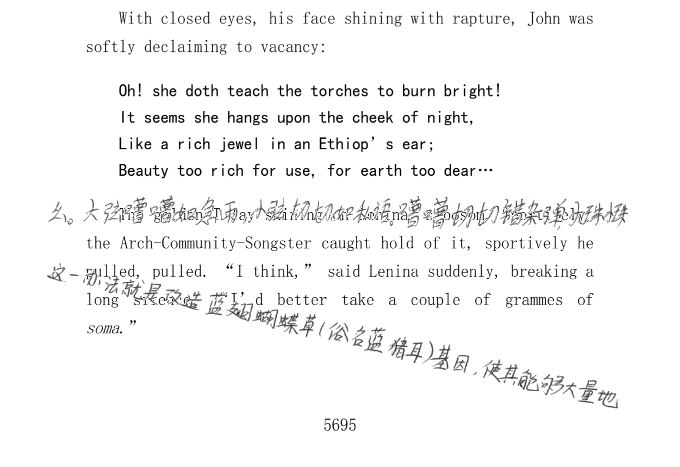 With closed eyes, his face shining with rapture, John was
softly declaiming to vacancy:
Oh! she doth teach the torches to burn bright!
It seems she hangs upon the cheek of night,
Like a rich jewel in an Ethiop's ear;
Beauty too rich for use, for earth too dear…
么。大弦嘈嘈如急雨，小弦切切如私语。嘈嘈切切错杂弹，大珠
The golden T lay shining on Lenina's bosom. Sportively,
the Arch-Community-Songster caught hold of it, sportively he
pulled, pulled. “I think,” said Lenina suddenly, breaking a
这一办法就是改造蓝翅蝴蝶草(俗名蓝猪耳)基因，使其能够大量地
long silence, “I'd better take a couple of grammes of
soma.”
5695